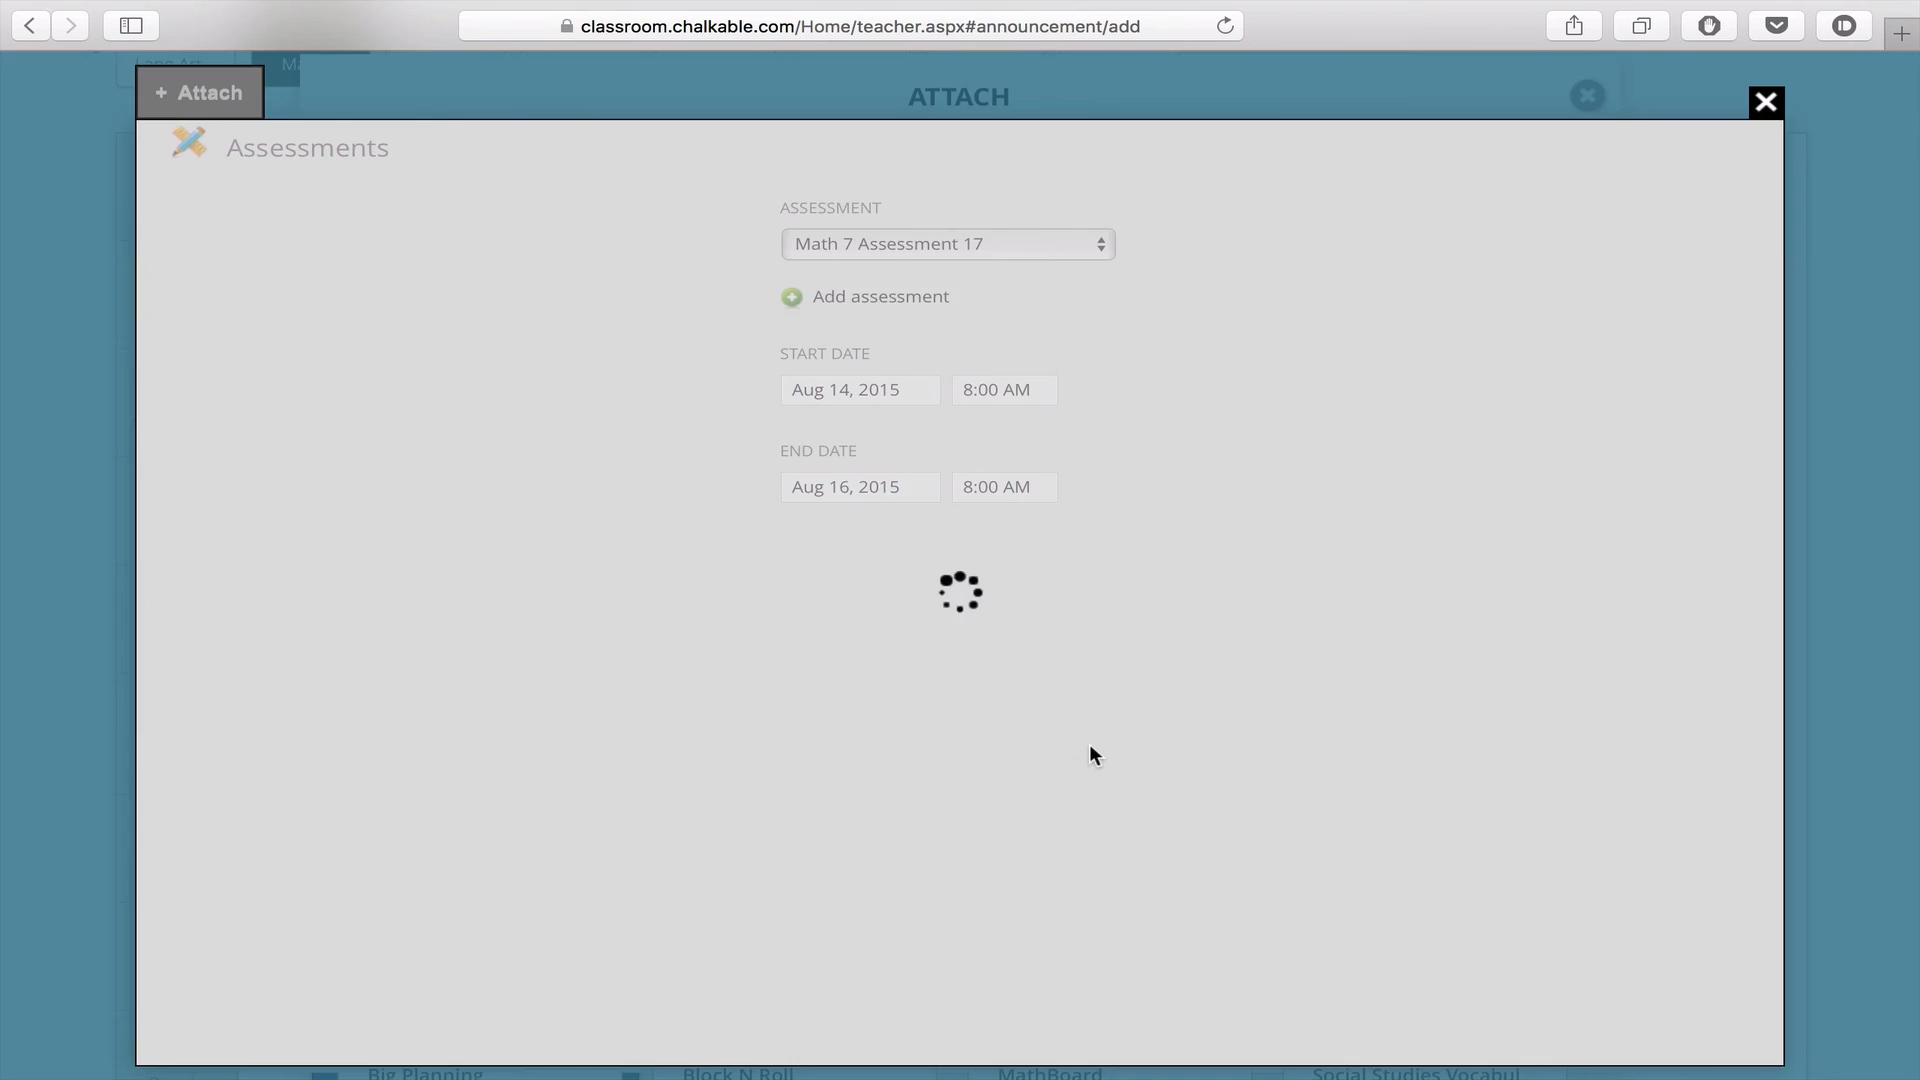 classroom.chalkable.com/Home/teacher.aspx#announcement/add
+ Attach
ATTACH
Assessments
ASSESSMENT
Math 7 Assessment 17
Add assessment
START DATE
Aug 14, 2015 8:00 AM
END DATE
Aug 16, 2015 8:00 AM
Big Planning Block N Roll MathBoard Social Studies Vocabul